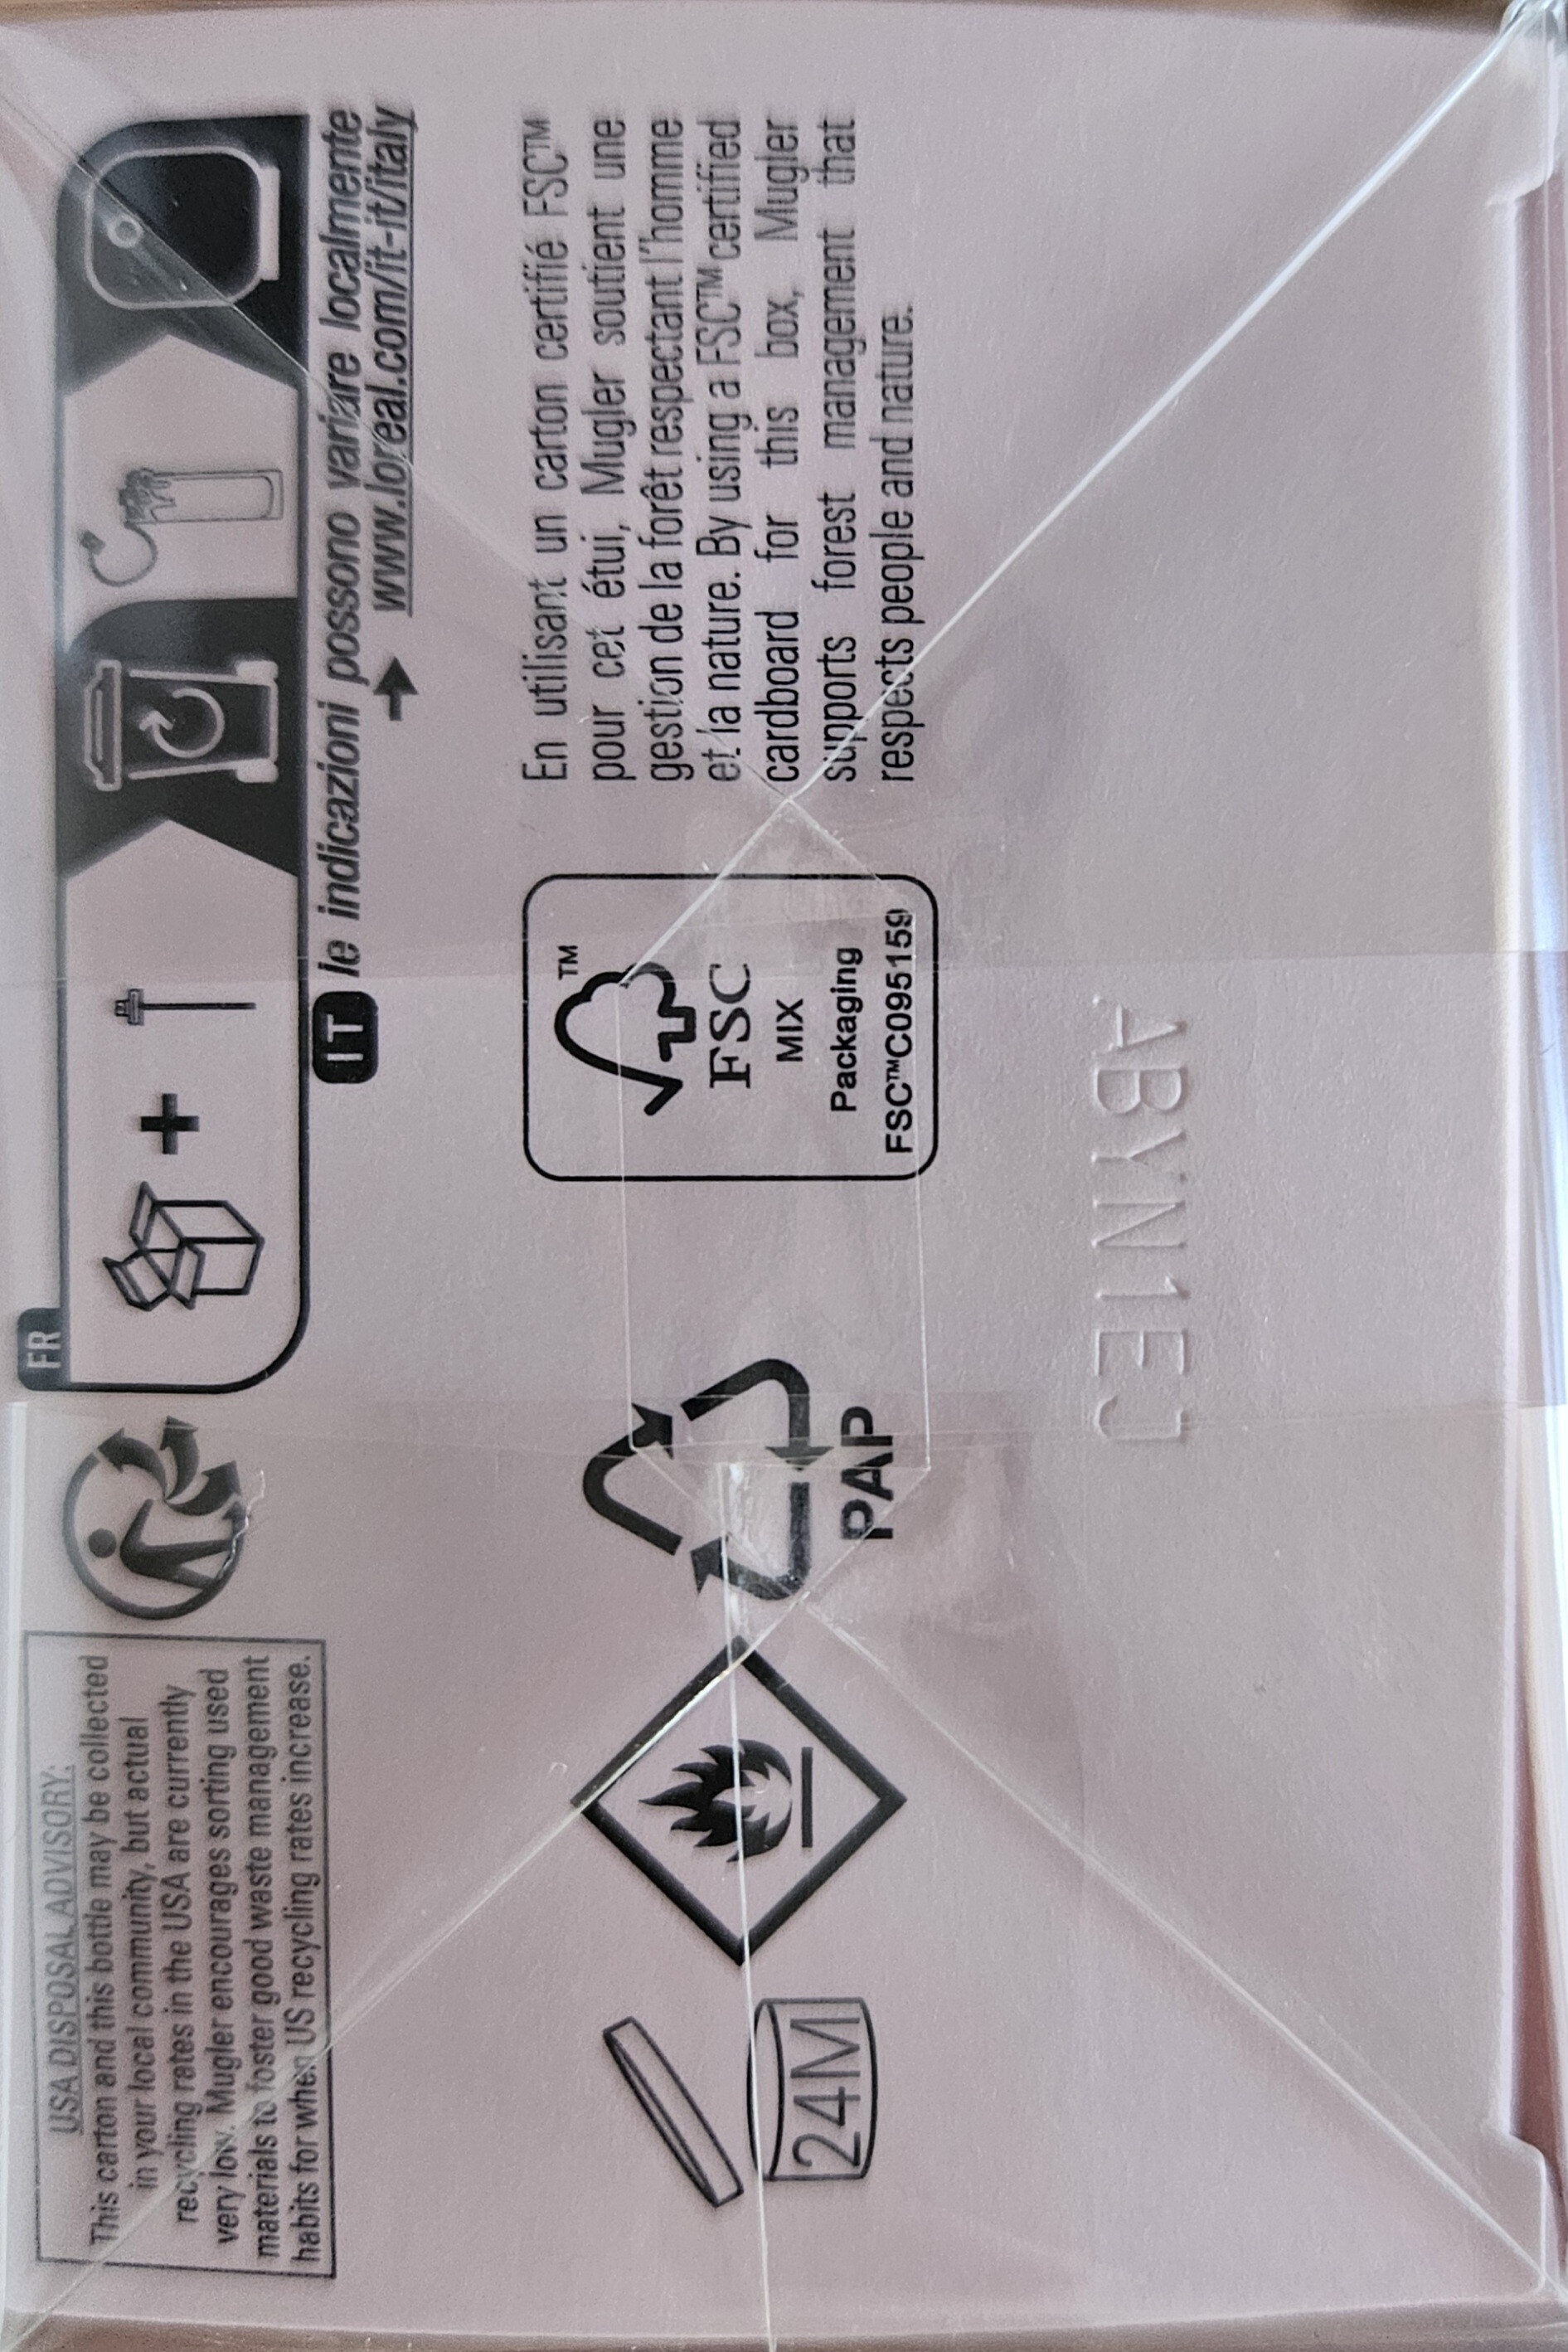 USA DISPOSAL ADVISORY:
This carton and this bottle may be collected
in your local community, but actual
recycling rates in the USA are currently
very low. Mugler encourages sorting used
materials to foster good waste management
habits for when US recycling rates increase.
FR
+
IT le indicazioni possono variare localmente
www.loreal.com/it-it/italy
24M
PAP
TM
FSC
MIX
Packaging
FSC™C095159
En utilisant un carton certifié FSC™
pour cet étui, Mugler soutient une
gestion de la forêt respectant l'homme
et la nature. By using a FSC™certified
cardboard for this box, Mugler
supports forest management that
respects people and nature.
ABYN1EJ